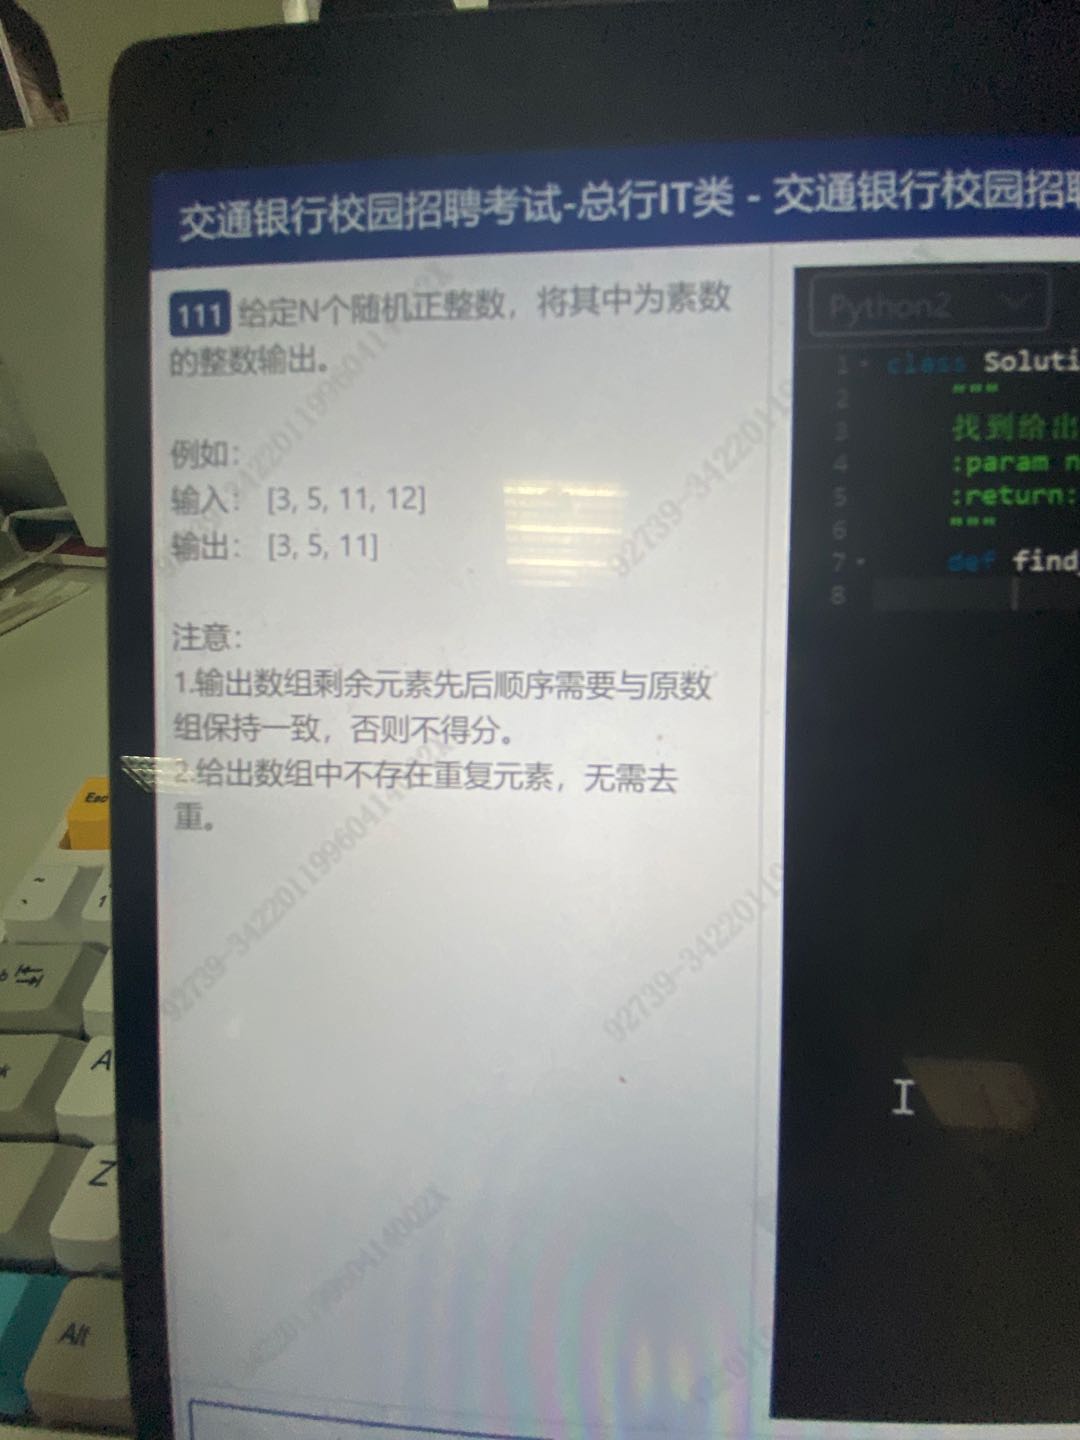 交通银行校园招聘考试-总行IT类 - 交通银行校园招聘
111 给定N个随机正整数，将其中为素数
的整数输出。
例如：
输入： [3, 5, 11, 12]
输出： [3, 5, 11]
注意：
1.输出数组剩余元素先后顺序需要与原数
组保持一致，否则不得分。
2.给出数组中不存在重复元素，无需去
重。
Python2
1 class Soluti
2 """
3 找到给出
4 :param n
5 :return:
6 """
7 def find_
8
Esc
~
1
A
Z
Alt